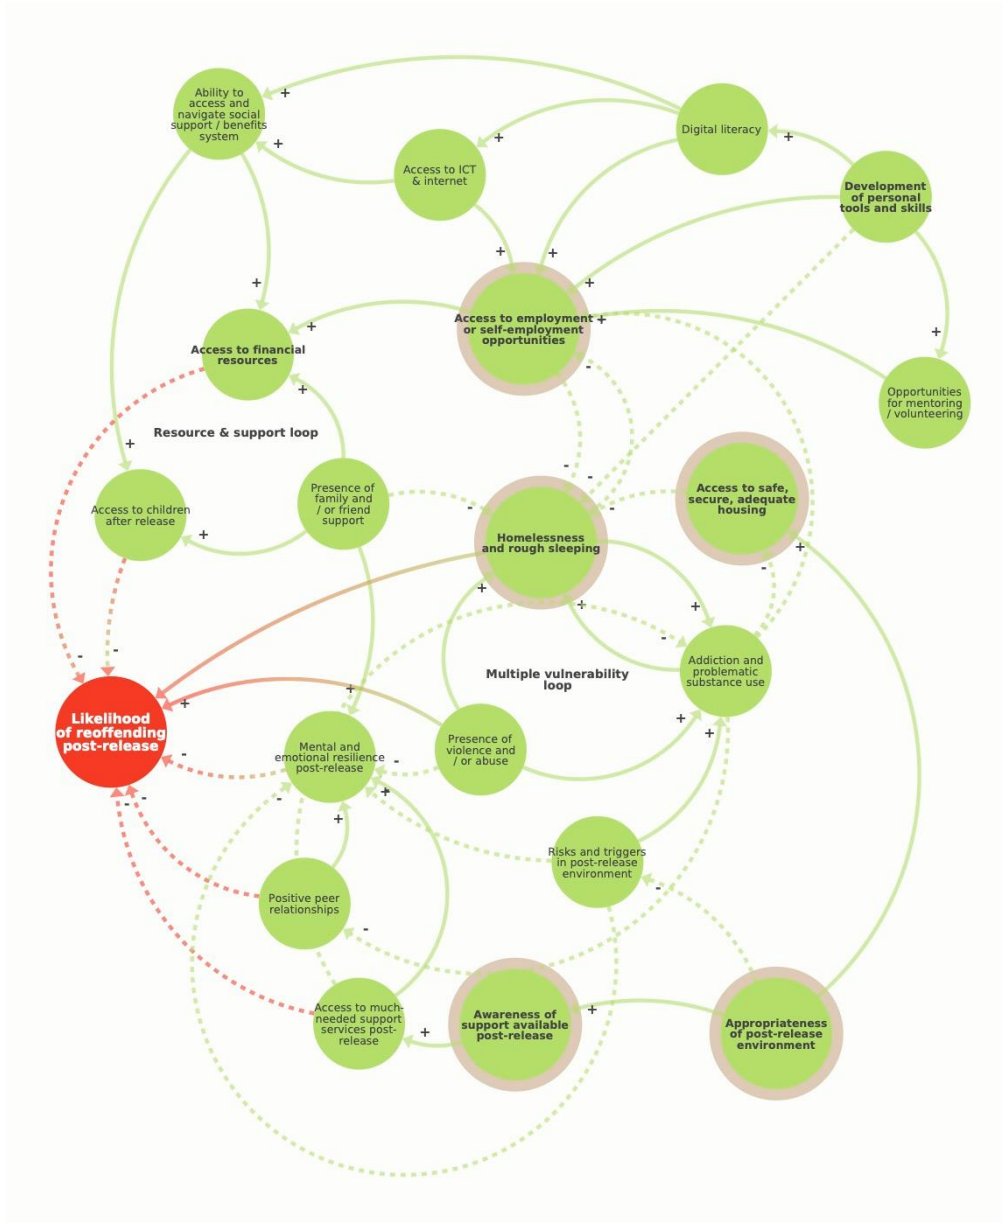 Ability to
access and
navigate social
support / benefits
system
+
+
Access to ICT
& internet
+
Digital literacy
+
Development
of personal
tools and skills
+
+
+
+
Access to employment
or self-employment
opportunities
+
+
+
Access to financial
resources
+
+
Opportunities
for mentoring
/ volunteering
-
Resource & support loop
+
Access to children
after release
+
Presence of
family and
/ or friend
support
-
-
-
-
Homelessness
and rough sleeping
Access to safe,
secure, adequate
housing
+
-
+
+
+
-
Addiction and
problematic
substance use
Multiple vulnerability
loop
-
-
Likelihood
of reoffending
post-release
+
-
-
-
+
Mental and
emotional resilience
post-release
-
-
+
+
Presence of
violence and
/ or abuse
+
+
Risks and triggers
in post-release
environment
-
Positive peer
relationships
-
Access to much-
needed support
services post-
release
+
Awareness of
support available
post-release
+
Appropriateness
of post-release
environment